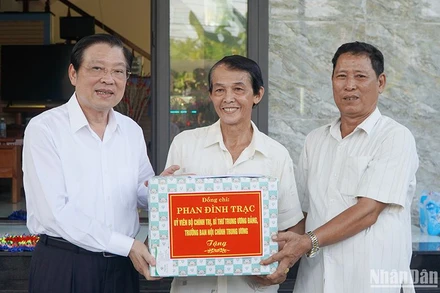 Đồng chí
PHAN ĐÌNH TRẠC
ỦY VIÊN BỘ CHÍNH TRỊ, BÍ THƯ TRUNG ƯƠNG ĐẢNG,
TRƯỞNG BAN NỘI CHÍNH TRUNG ƯƠNG
Tặng
NhânDân